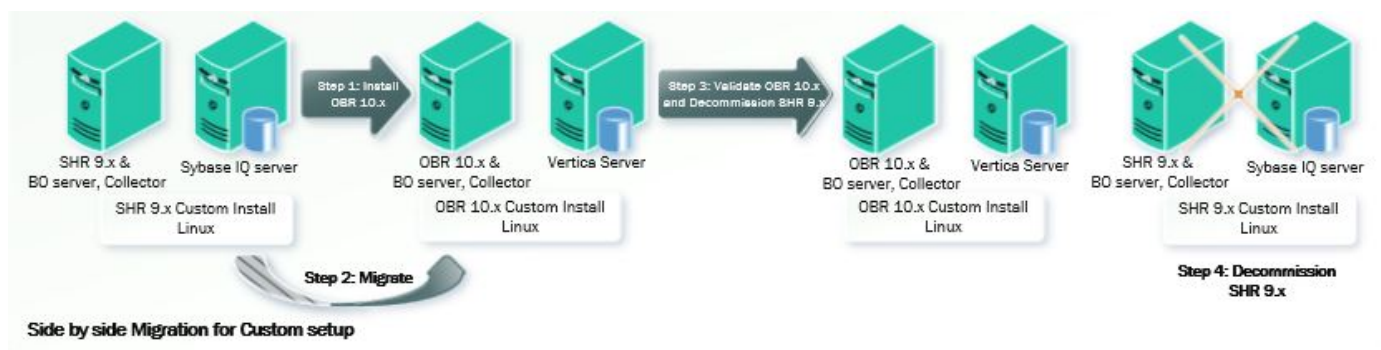 SHR 9.x &
BO server, Collector
Sybase IQ server
SHR 9.x Custom Install
Linux
Step 1: Install
OBR 10.x
OBR 10.x &
BO server, Collector
Vertica Server
OBR 10.x Custom Install
Linux
Step 2: Migrate
Step 3: Validate OBR 10.x
and Decommission SHR 9.x
OBR 10.x &
BO server, Collector
Vertica Server
OBR 10.x Custom Install
Linux
SHR 9.x &
BO server, Collector
Sybase IQ server
SHR 9.x Custom Install
Linux
Step 4: Decommission
SHR 9.x
Side by side Migration for Custom setup